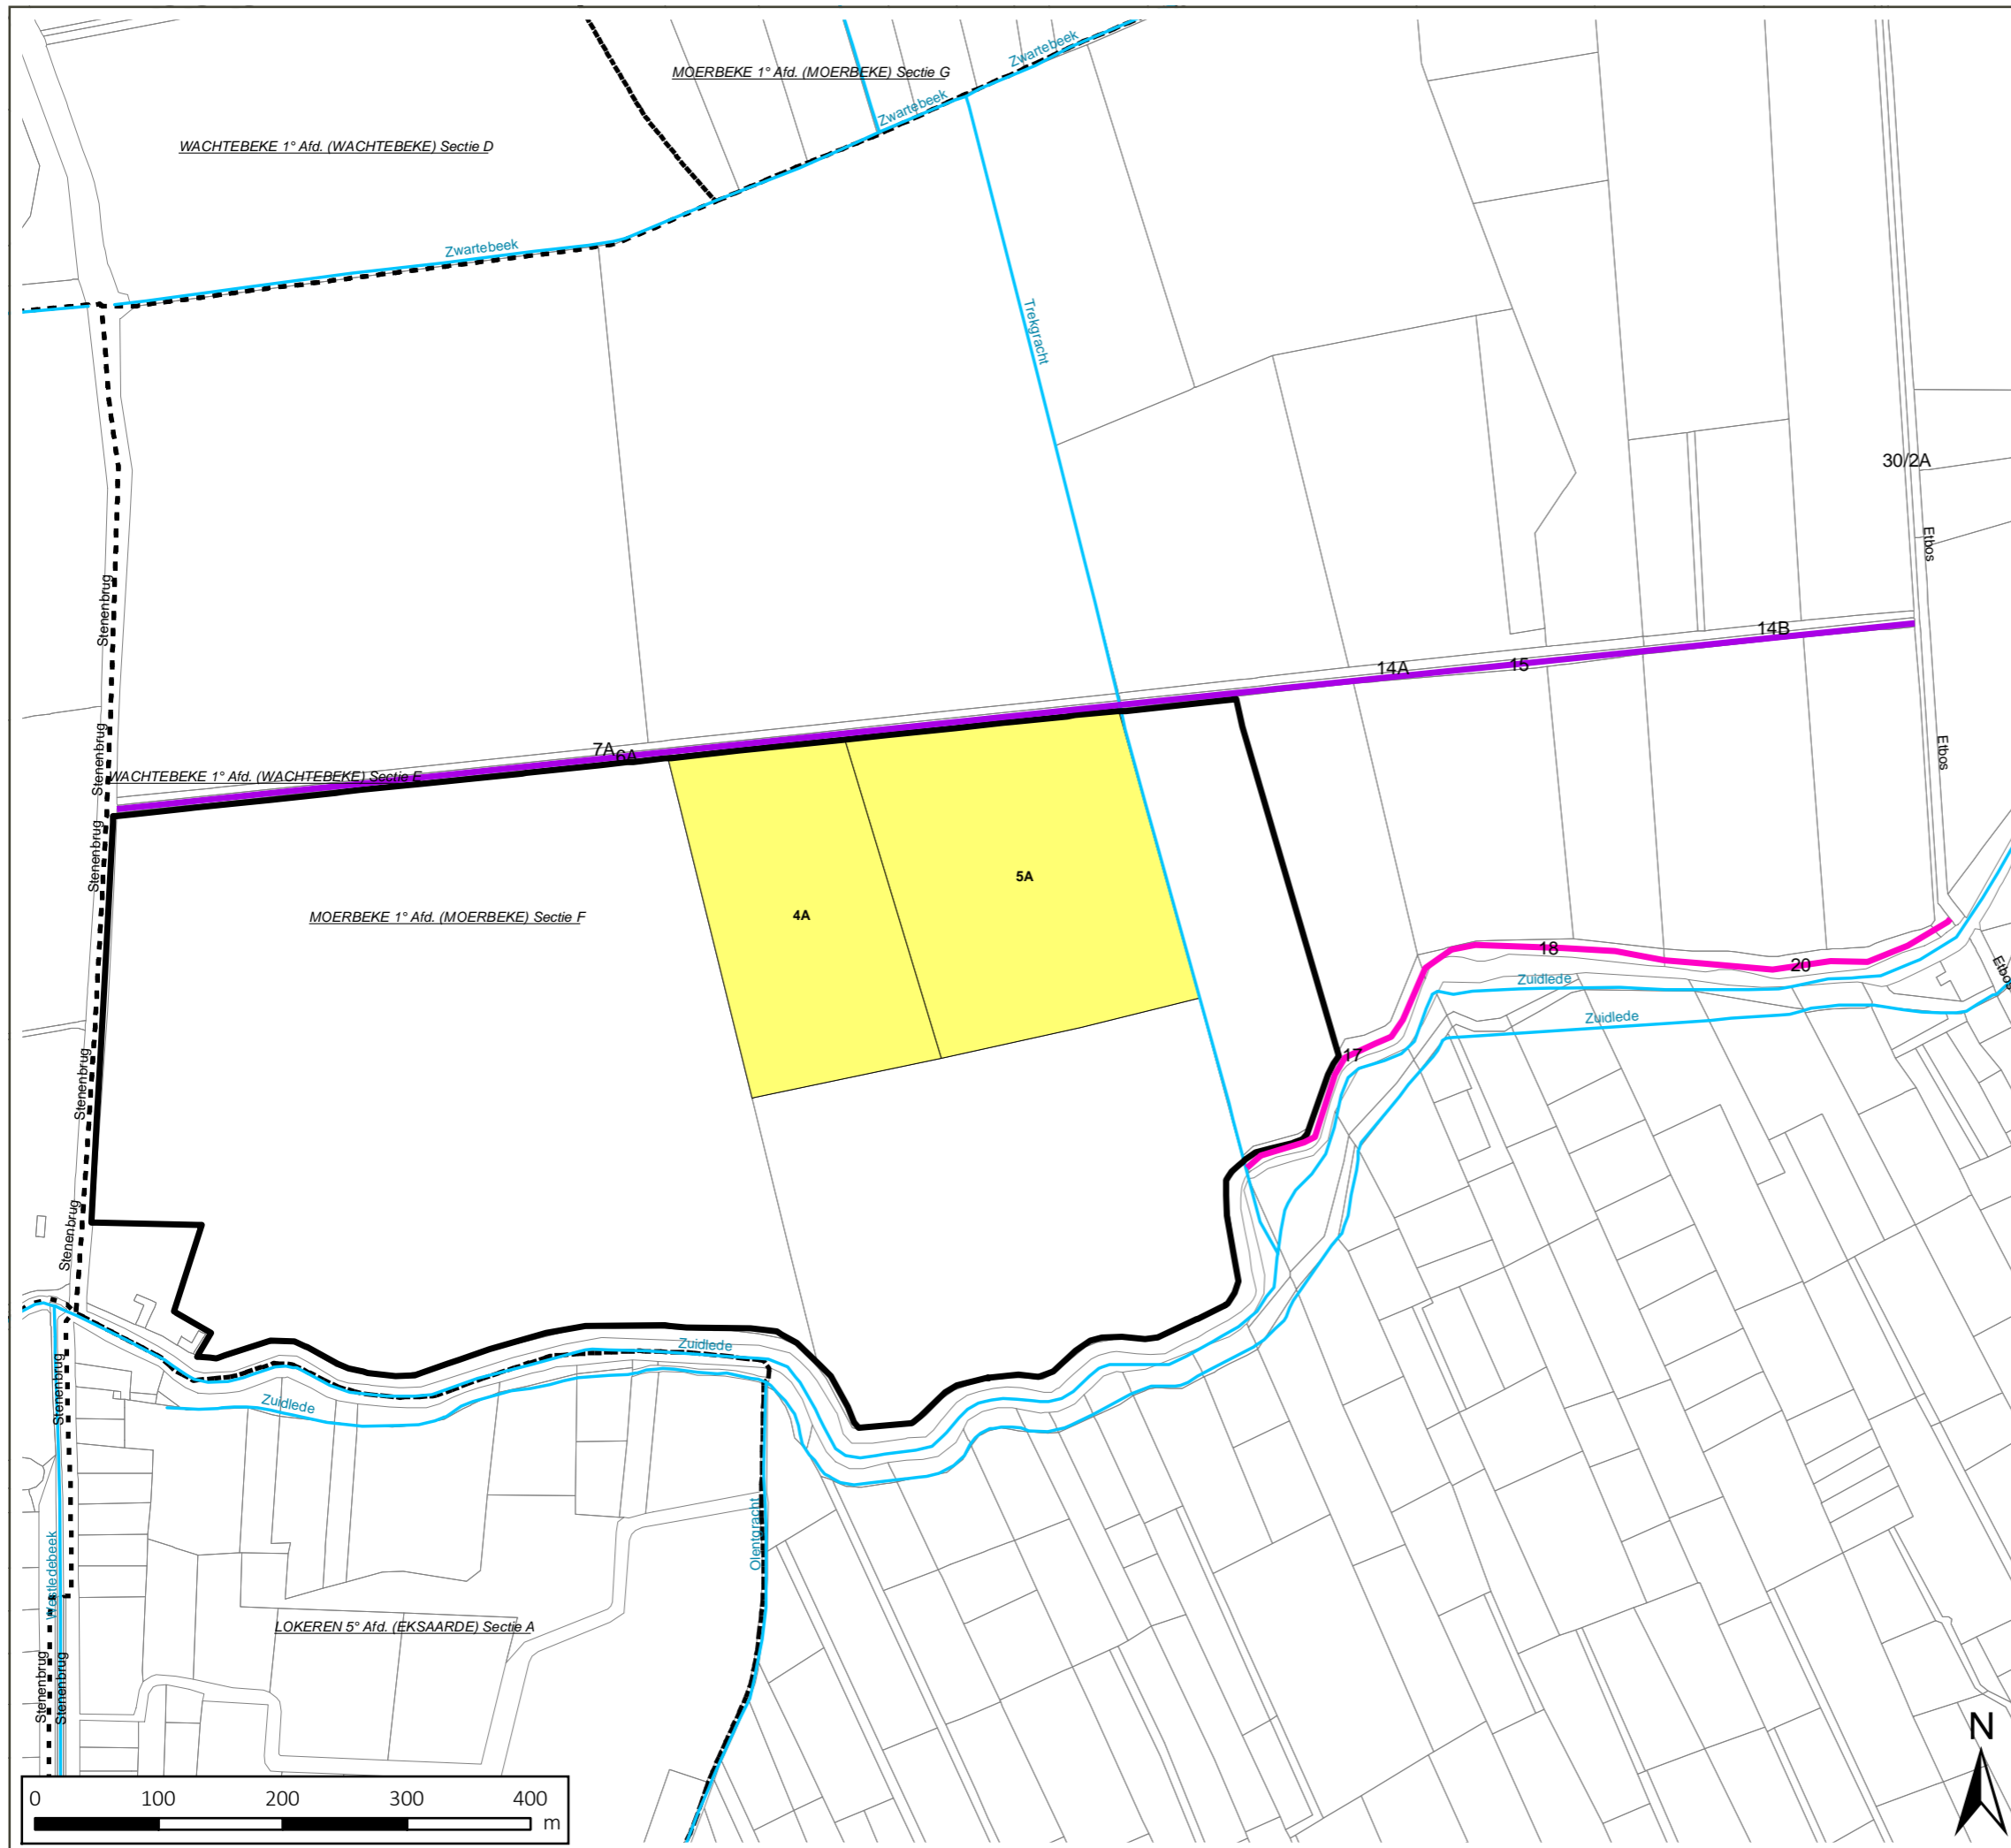 Zwartebeek
MOERBEKE 1° Afd. (MOERBEKE) Sectie G
Zwartebeek
WACHTEBEKE 1° Afd. (WACHTEBEKE) Sectie D
Zwartebeek
Trekgracht
30/2A
Etbos
Stenenbrug
14B
15
14A
Etbos
7A
6A
Stenenbrug
WACHTEBEKE 1° Afd. (WACHTEBEKE) Sectie E
Stenenbrug
5A
4A
MOERBEKE 1° Afd. (MOERBEKE) Sectie F
18
20
Etbos
Zuidlede
Zuidlede
17
Stenenbrug
Stenenbrug
Zuidlede
Stenenbrug
Zuidlede
Olentgracht
Westledebeek
LOKEREN 5° Afd. (EKSAARDE) Sectie A
Stenenbrug
Stenenbrug
N
0 100 200 300 400
m